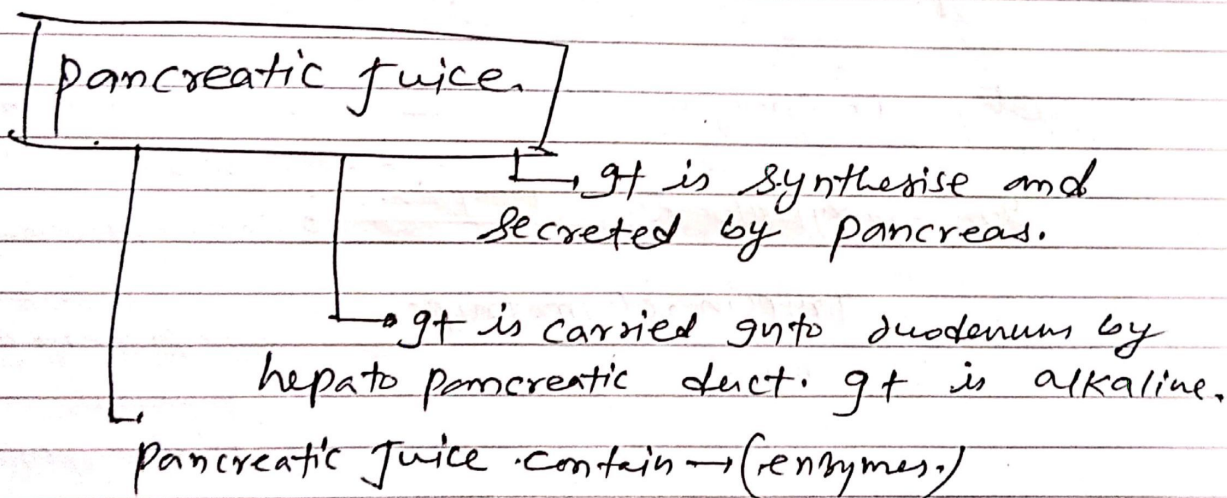 Pancreatic Juice.
It is synthesise and
secreted by pancreas.
It is carried into duodenum by
hepato pancreatic duct. It is alkaline.
pancreatic Juice contain → (enzymes.)